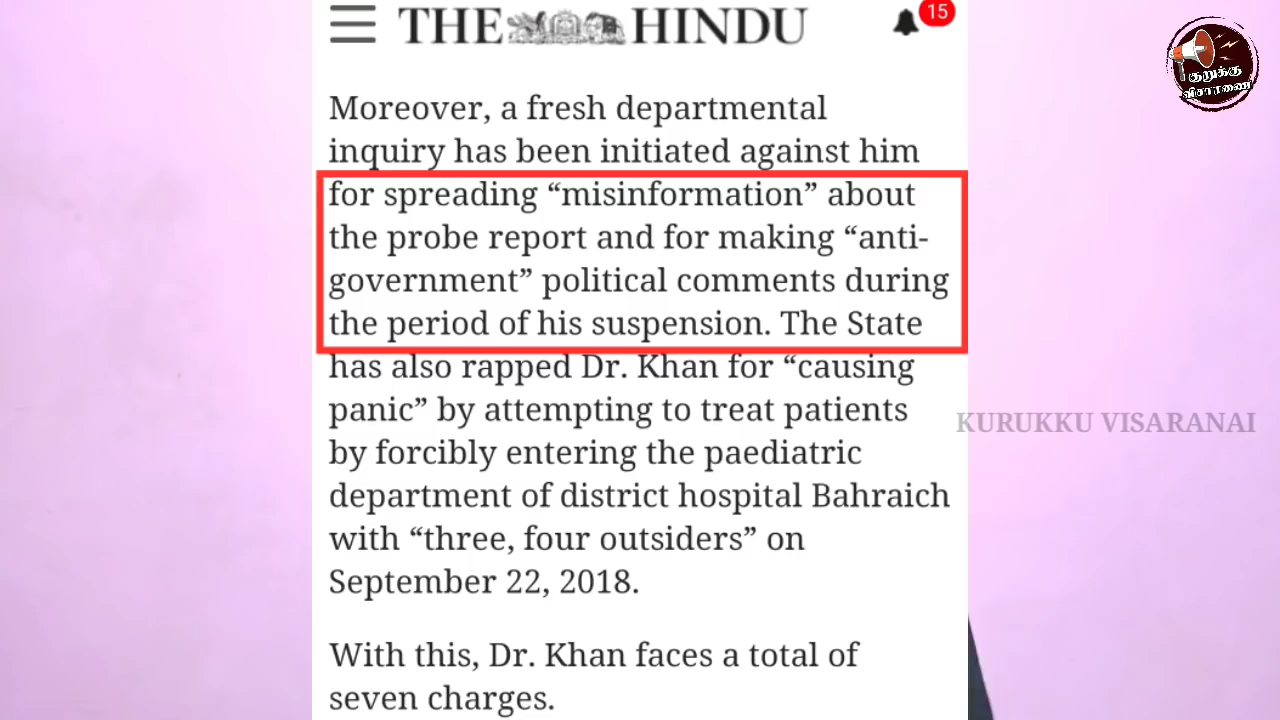 THE HINDU
15
குறுக்கு
விசாரணை
Moreover, a fresh departmental
inquiry has been initiated against him
for spreading “misinformation” about
the probe report and for making “anti-
government” political comments during
the period of his suspension. The State
has also rapped Dr. Khan for “causing
panic” by attempting to treat patients
by forcibly entering the paediatric
department of district hospital Bahraich
with “three, four outsiders” on
September 22, 2018.
With this, Dr. Khan faces a total of
seven charges.
KURUKKU VISARANAI